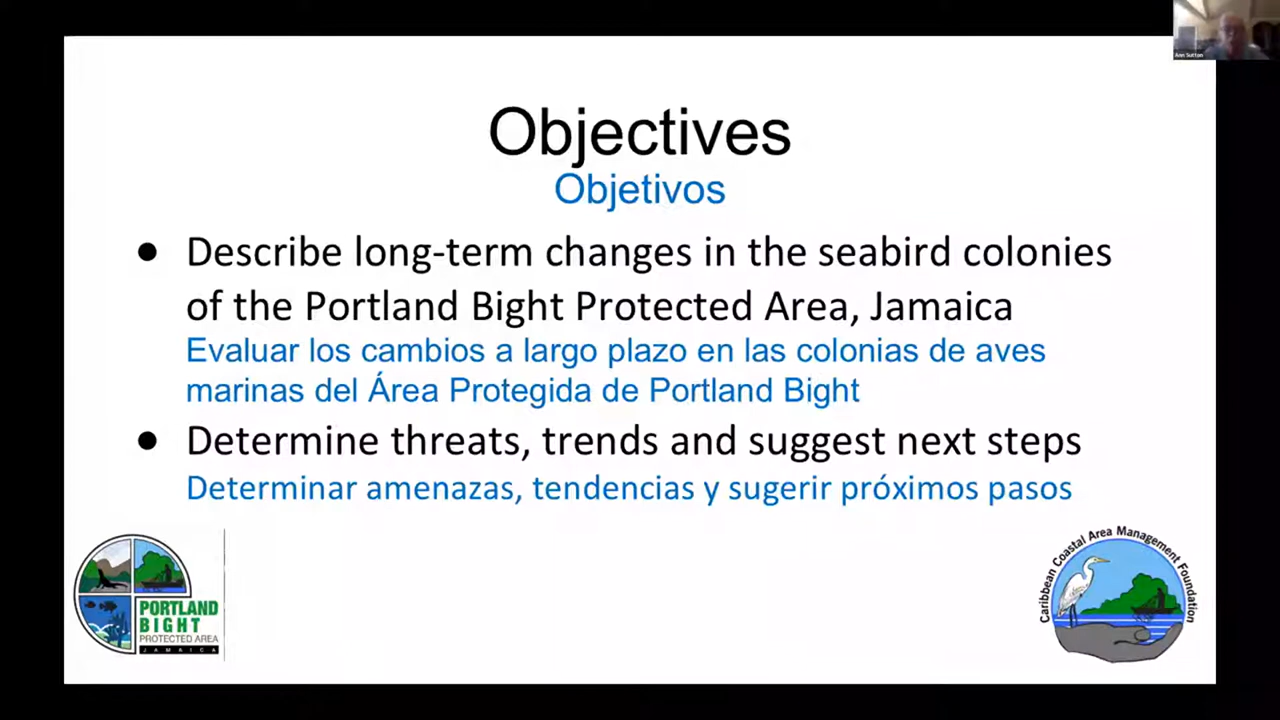 Ann Sutton
Objectives
Objetivos
● Describe long-term changes in the seabird colonies
of the Portland Bight Protected Area, Jamaica
Evaluar los cambios a largo plazo en las colonias de aves
marinas del Área Protegida de Portland Bight
● Determine threats, trends and suggest next steps
Determinar amenazas, tendencias y sugerir próximos pasos
PORTLAND
BIGHT
PROTECTED AREA
JAMAICA
Caribbean Coastal Area Management Foundation